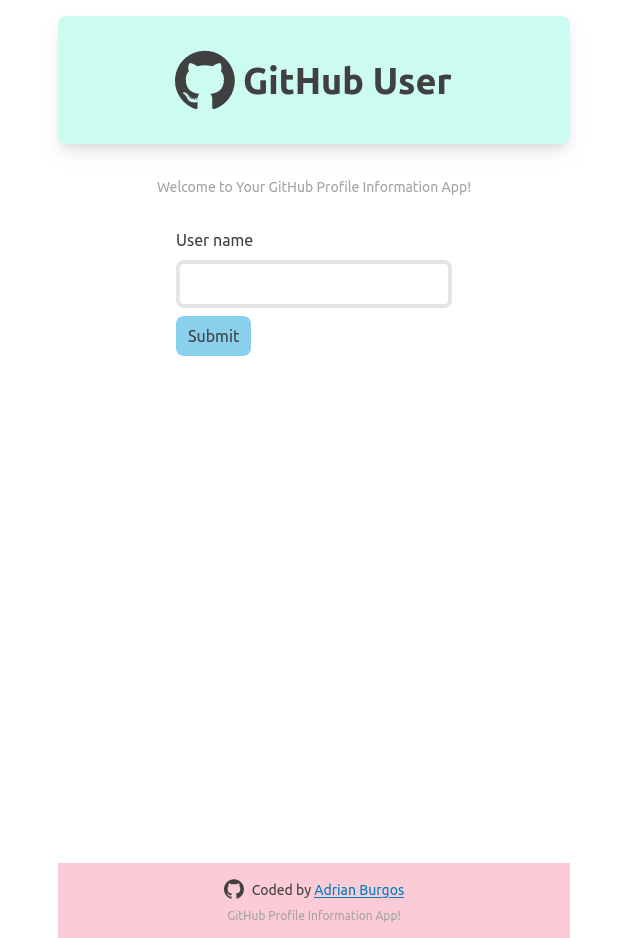 GitHub User
Welcome to Your GitHub Profile Information App!
User name
Submit
Coded by Adrian Burgos
GitHub Profile Information App!